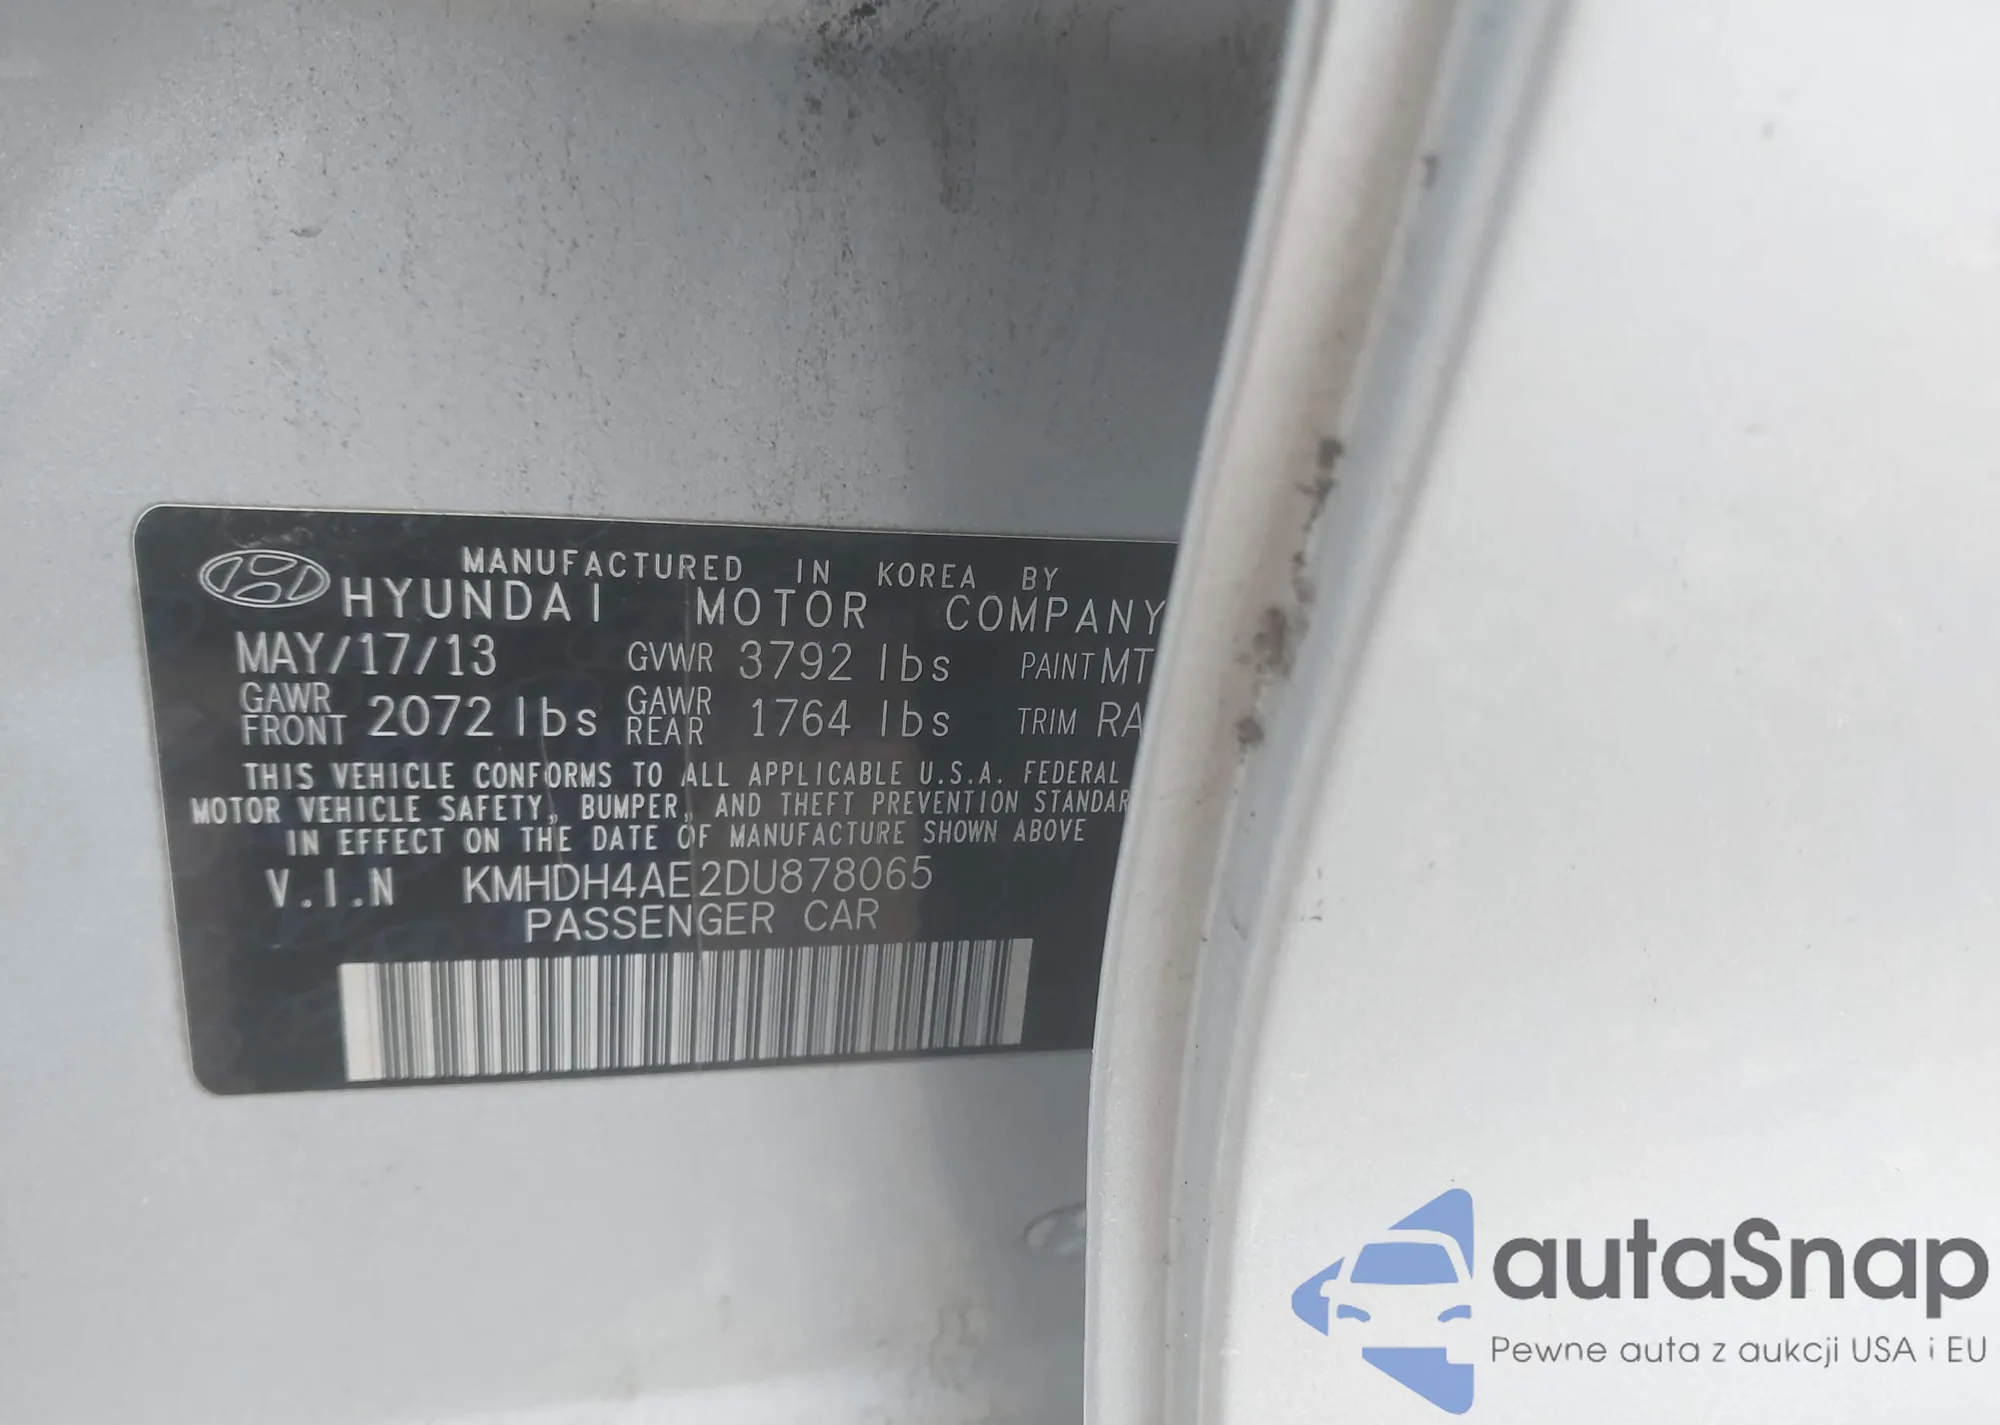 MANUFACTURED IN KOREA BY
HYUNDAI MOTOR COMPANY
MAY/17/13 GVWR 3792 lbs PAINT MT
GAWR FRONT 2072 lbs GAWR REAR 1764 lbs TRIM RA
THIS VEHICLE CONFORMS TO ALL APPLICABLE U.S.A. FEDERAL
MOTOR VEHICLE SAFETY, BUMPER, AND THEFT PREVENTION STANDAR
IN EFFECT ON THE DATE OF MANUFACTURE SHOWN ABOVE
V.I.N KMHDH4AE2DU878065
PASSENGER CAR
autaSnap
Pewne auta z aukcji USA i EU